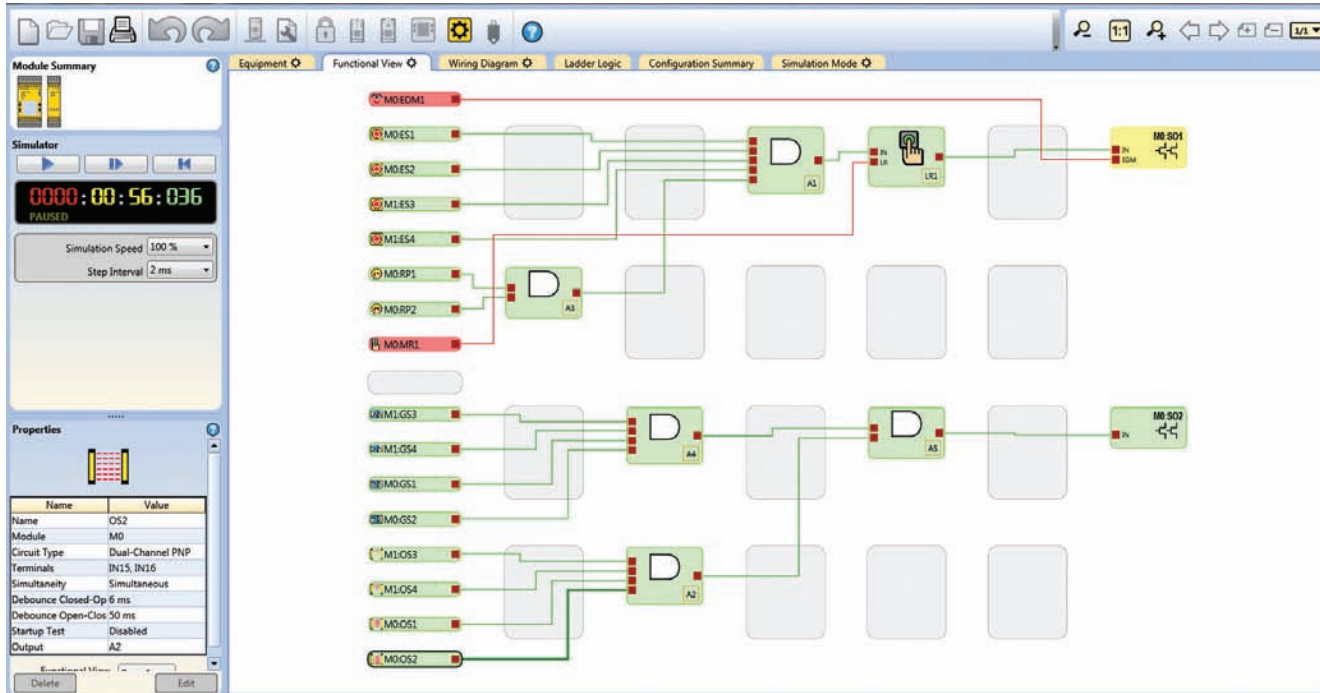 1:1
1/1
Module Summary
Equipment
Functional View
Wiring Diagram
Ladder Logic
Configuration Summary
Simulation Mode
Simulator
0000:00:56:036
PAUSED
Simulation Speed 100 %
Step Interval 2 ms
Properties
Name Value
Name OS2
Module M0
Circuit Type Dual-Channel PNP
Terminals IN15, IN16
Simultaneity Simultaneous
Debounce Closed-Op 6 ms
Debounce Open-Clos 50 ms
Startup Test Disabled
Output A2
Delete Edit
M0:EDM1
M0:ES1
M0:ES2
M1:ES3
M1:ES4
M0:RP1
M0:RP2
M0:MR1
A1
IN
LR
LR1
M0:SO1
IN
EDM
A3
M1:GS3
M1:GS4
M0:GS1
M0:GS2
A4
A5
M0:SO2
IN
M1:OS3
M1:OS4
M0:OS1
M0:OS2
A2